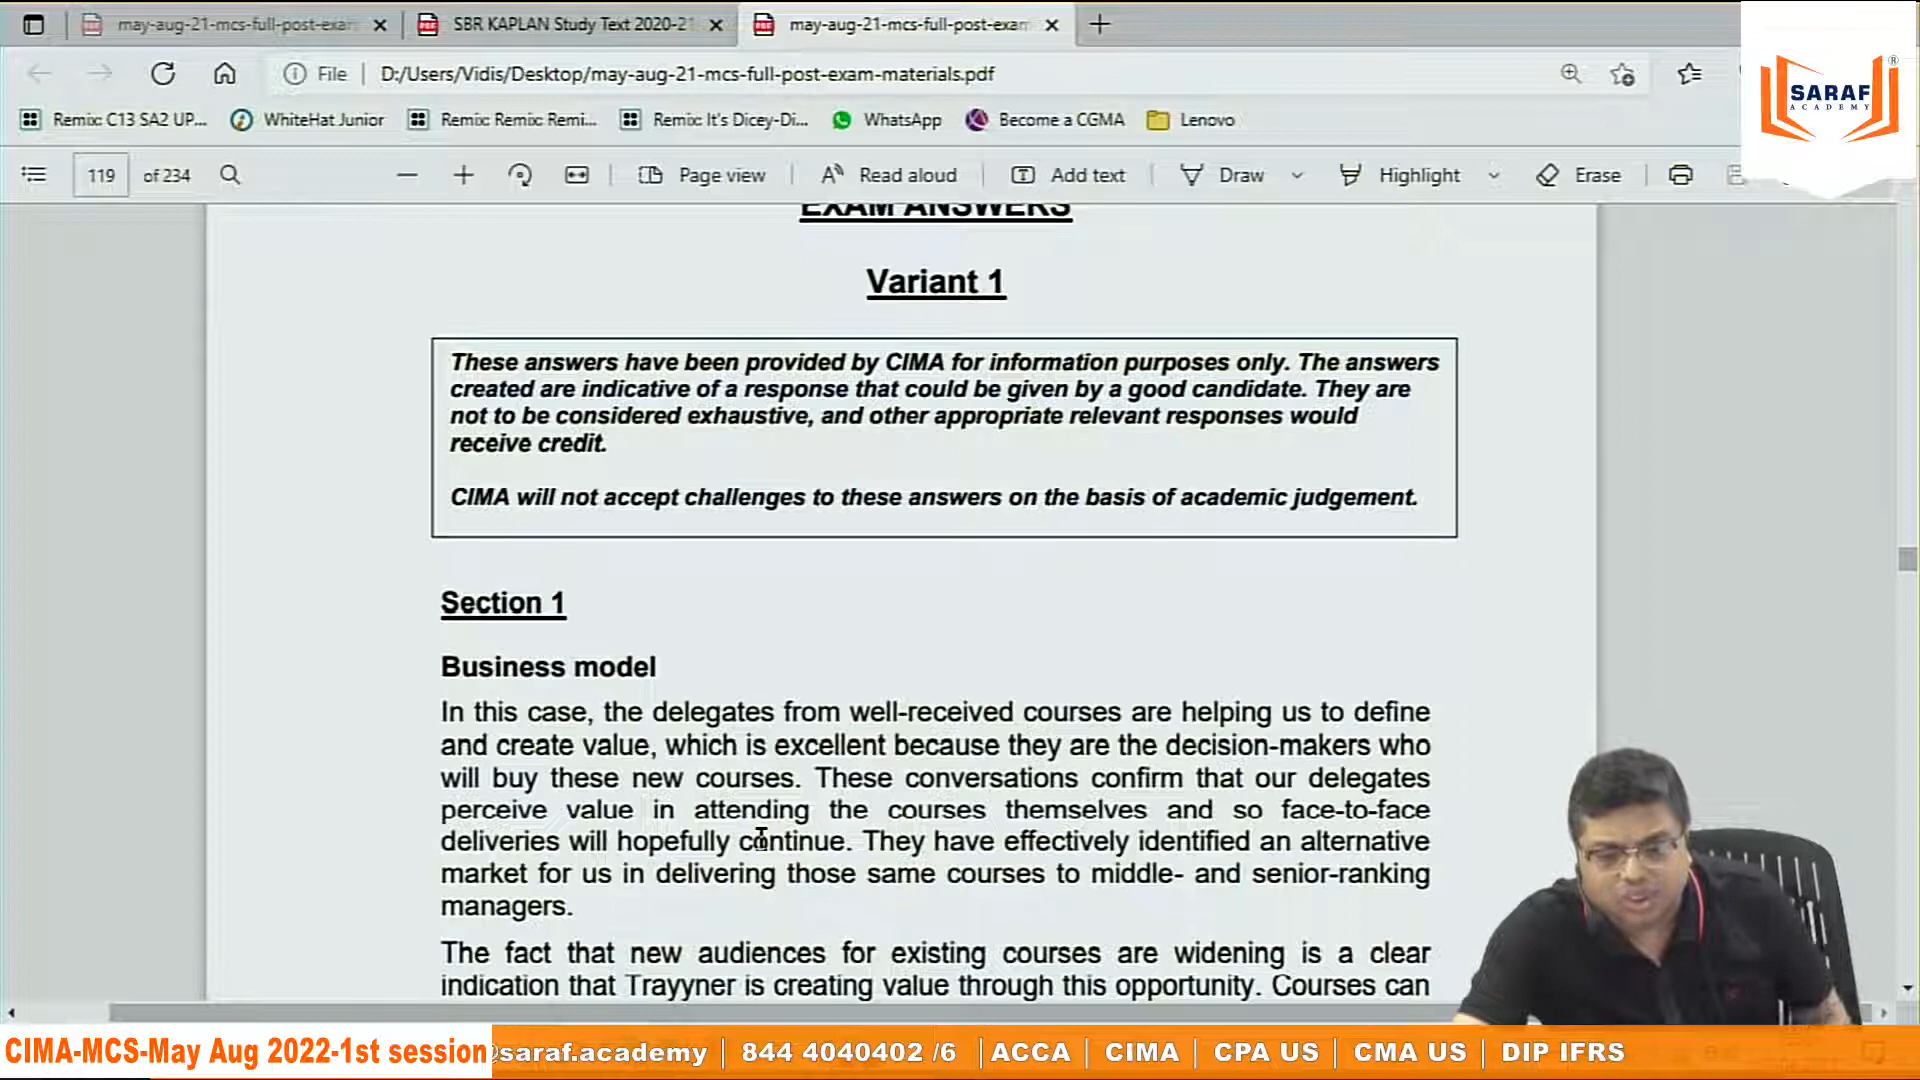 may-aug-21-mcs-full-post-exam
SBR KAPLAN Study Text 2020-21
may-aug-21-mcs-full-post-exam
File
D:/Users/Vidis/Desktop/may-aug-21-mcs-full-post-exam-materials.pdf
Remix: C13 SA2 UP...
WhiteHat Junior
Remix: Remix Remi...
Remix: It's Dicey-Di...
WhatsApp
Become a CGMA
Lenovo
SARAF
ACADEMY
®
119 of 234
Page view
Read aloud
Add text
Draw
Highlight
Erase
EXAM ANSWERS
Variant 1
These answers have been provided by CIMA for information purposes only. The answers
created are indicative of a response that could be given by a good candidate. They are
not to be considered exhaustive, and other appropriate relevant responses would
receive credit.
CIMA will not accept challenges to these answers on the basis of academic judgement.
Section 1
Business model
In this case, the delegates from well-received courses are helping us to define
and create value, which is excellent because they are the decision-makers who
will buy these new courses. These conversations confirm that our delegates
perceive value in attending the courses themselves and so face-to-face
deliveries will hopefully continue. They have effectively identified an alternative
market for us in delivering those same courses to middle- and senior-ranking
managers.
The fact that new audiences for existing courses are widening is a clear
indication that Trayyner is creating value through this opportunity. Courses can
CIMA-MCS-May Aug 2022-1st session
@saraf.academy | 844 4040402 /6 | ACCA | CIMA | CPA US | CMA US | DIP IFRS